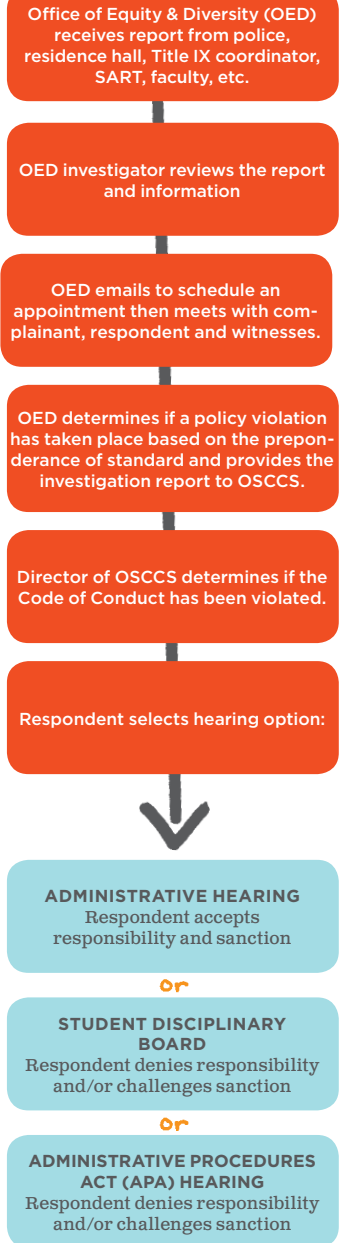 Office of Equity & Diversity (OED)
receives report from police,
residence hall, Title IX coordinator,
SART, faculty, etc.
OED investigator reviews the report
and information
OED emails to schedule an
appointment then meets with com-
plainant, respondent and witnesses.
OED determines if a policy violation
has taken place based on the prepon-
derance of standard and provides the
investigation report to OSCCS.
Director of OSCCS determines if the
Code of Conduct has been violated.
Respondent selects hearing option:
ADMINISTRATIVE HEARING
Respondent accepts
responsibility and sanction
or
STUDENT DISCIPLINARY
BOARD
Respondent denies responsibility
and/or challenges sanction
or
ADMINISTRATIVE PROCEDURES
ACT (APA) HEARING
Respondent denies responsibility
and/or challenges sanction